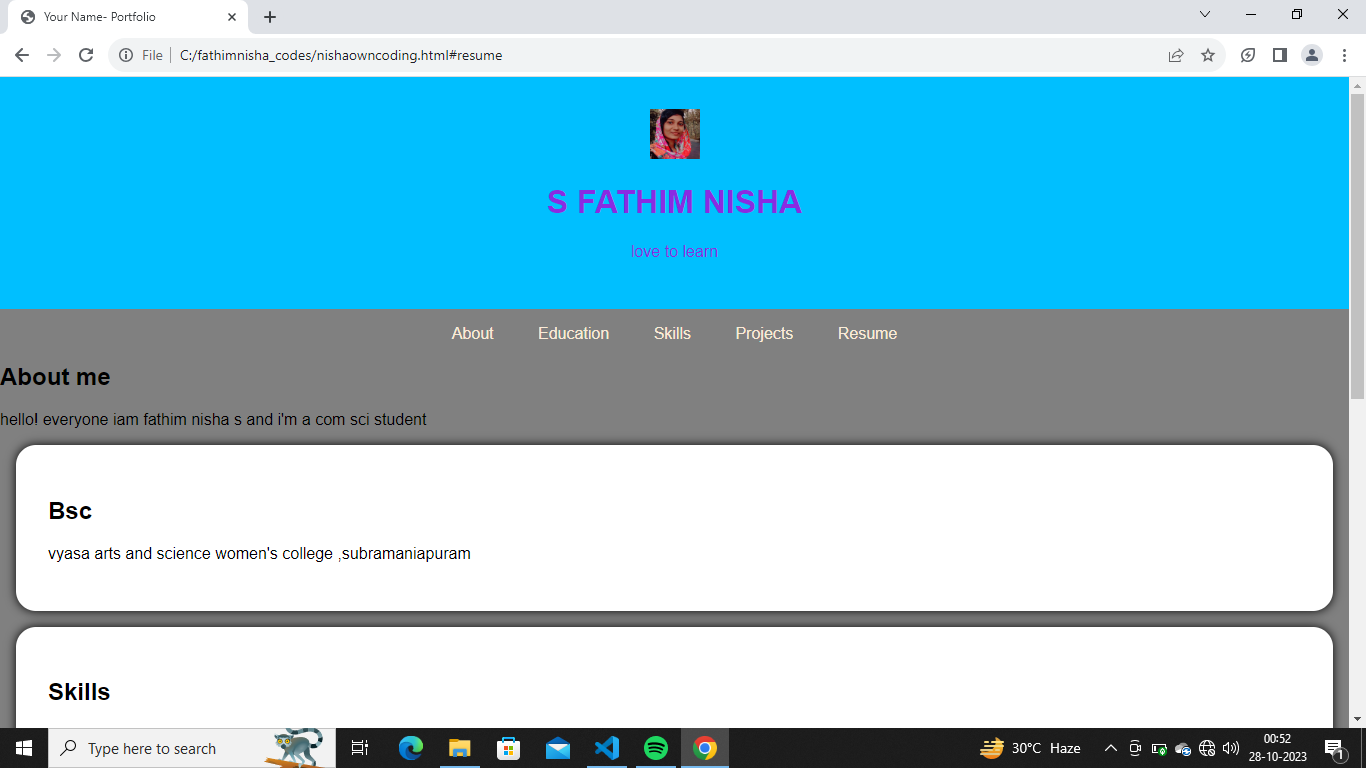 Your Name- Portfolio
File
C:/fathimnisha_codes/nishaowncoding.html#resume
S FATHIM NISHA
love to learn
About Education Skills Projects Resume
About me
hello! everyone iam fathim nisha s and i'm a com sci student
Bsc
vyasa arts and science women's college ,subramaniapuram
Skills
Type here to search
30°C Haze
00:52
28-10-2023
1